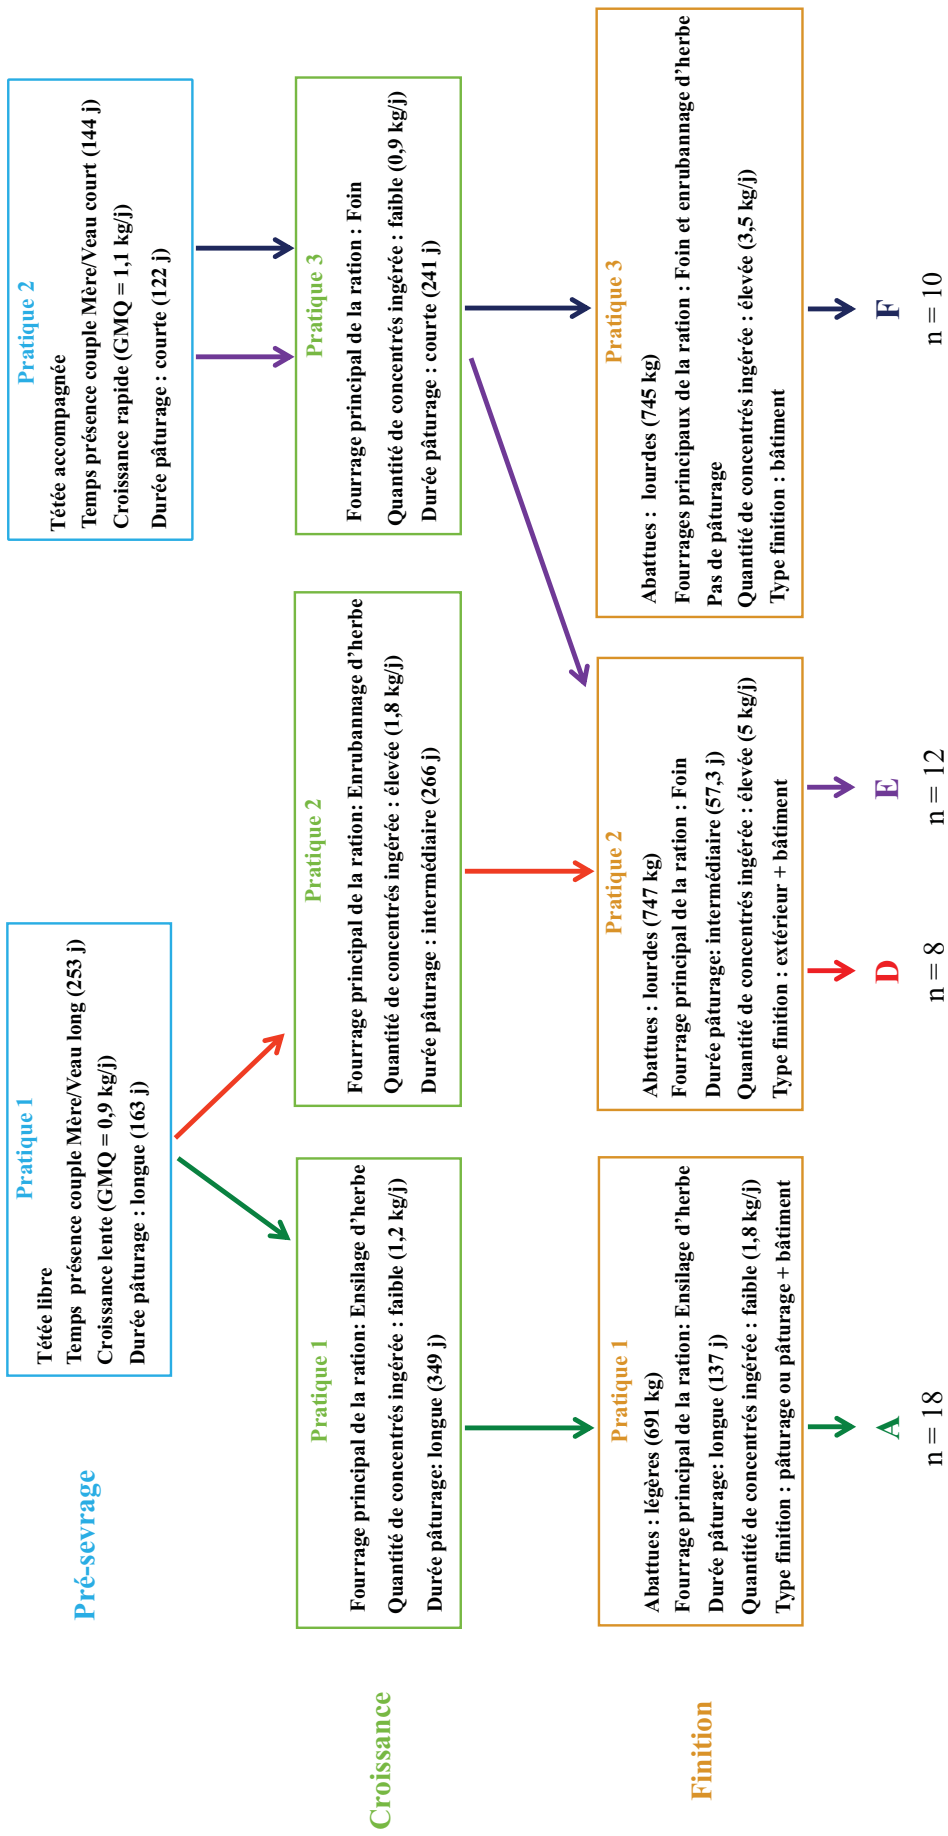 Pré-sevrage
Pratique 1
Tétée libre
Temps présence couple Mère/Veau long (253 j)
Croissance lente (GMQ = 0,9 kg/j)
Durée pâturage : longue (163 j)
Pratique 2
Tétée accompagnée
Temps présence couple Mère/Veau court (144 j)
Croissance rapide (GMQ = 1,1 kg/j)
Durée pâturage : courte (122 j)
Croissance
Pratique 1
Fourrage principal de la ration: Ensilage d’herbe
Quantité de concentrés ingérée : faible (1,2 kg/j)
Durée pâturage: longue (349 j)
Pratique 2
Fourrage principal de la ration: Enrubannage d’herbe
Quantité de concentrés ingérée : élevée (1,8 kg/j)
Durée pâturage : intermédiaire (266 j)
Pratique 3
Fourrage principal de la ration : Foin
Quantité de concentrés ingérée : faible (0,9 kg/j)
Durée pâturage : courte (241 j)
Finition
Pratique 1
Abattues : légères (691 kg)
Fourrage principal de la ration: Ensilage d’herbe
Durée pâturage: longue (137 j)
Quantité de concentrés ingérée : faible (1,8 kg/j)
Type finition : pâturage ou pâturage + bâtiment
Pratique 2
Abattues : lourdes (747 kg)
Fourrage principal de la ration : Foin
Durée pâturage: intermédiaire (57,3 j)
Quantité de concentrés ingérée : élevée (5 kg/j)
Type finition : extérieur + bâtiment
Pratique 3
Abattues : lourdes (745 kg)
Fourrages principaux de la ration : Foin et enrubannage d’herbe
Pas de pâturage
Quantité de concentrés ingérée : élevée (3,5 kg/j)
Type finition : bâtiment
A
D
E
F
n = 18
n = 8
n = 12
n = 10